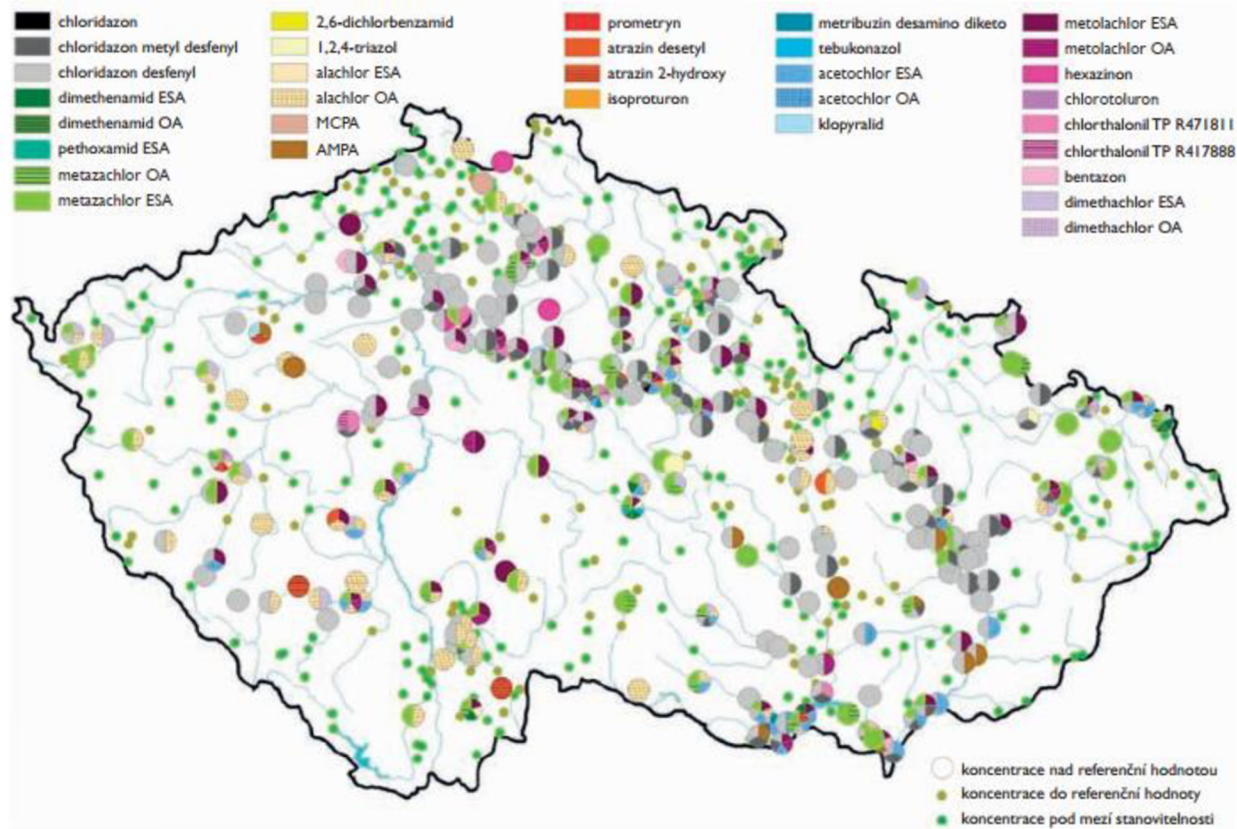 chloridazon
chloridazon metyl desfenyl
chloridazon desfenyl
dimethenamid ESA
dimethenamid OA
pethoxamid ESA
metazachlor OA
metazachlor ESA
2,6-dichlorbenzamid
1,2,4-triazol
alachlor ESA
alachlor OA
MCPA
AMPA
prometryn
atrazin desetyl
atrazin 2-hydroxy
isoproturon
metribuzin desamino diketo
tebukonazol
acetochlor ESA
acetochlor OA
klopyralid
metolachlor ESA
metolachlor OA
hexazinon
chlorotoluron
chlorthalonil TP R471811
chlorthalonil TP R417888
bentazon
dimethachlor ESA
dimethachlor OA
koncentrace nad referenční hodnotou
koncentrace do referenční hodnoty
koncentrace pod mezí stanovitelnosti